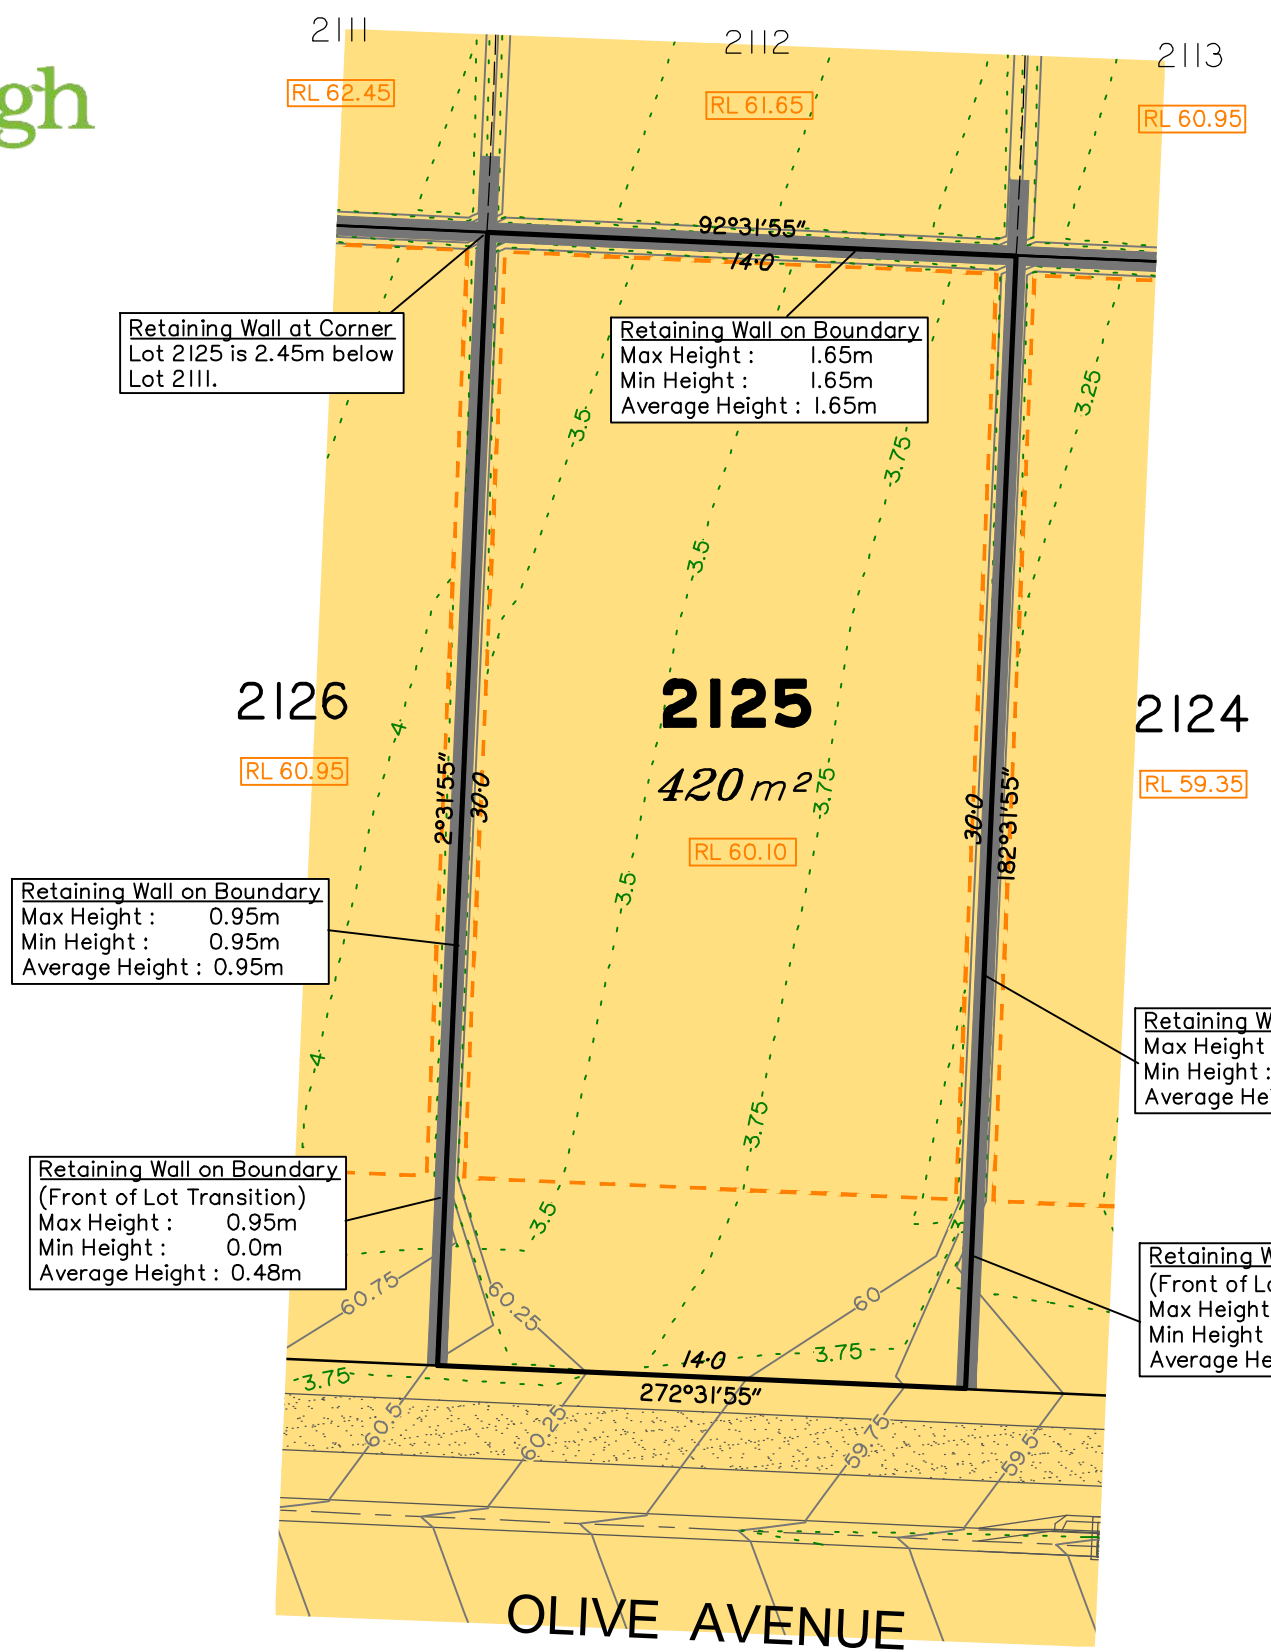 2111
2112
2113
gh
RL 62.45
RL 61.65
RL 60.95
92°31'55"
14·0
Retaining Wall at Corner
Lot 2125 is 2.45m below
Lot 2111.
Retaining Wall on Boundary
Max Height : 1.65m
Min Height : 1.65m
Average Height : 1.65m
3.5
3.75
3.25
3.5
2126
2125
2124
4
RL 60.95
420 m²
3.75
RL 59.35
2°31'55"
30·0
30·0
182°31'55"
RL 60.10
3.5
Retaining Wall on Boundary
Max Height : 0.95m
Min Height : 0.95m
Average Height : 0.95m
4
Retaining W
Max Height
Min Height :
Average He
3.75
Retaining Wall on Boundary
(Front of Lot Transition)
Max Height : 0.95m
Min Height : 0.0m
Average Height : 0.48m
3.5
3
Retaining W
(Front of Lo
Max Height
Min Height
Average He
60.75
60.25
60
14·0
3.75
3.75
272°31'55"
60.5
60.25
59.75
59.5
OLIVE AVENUE